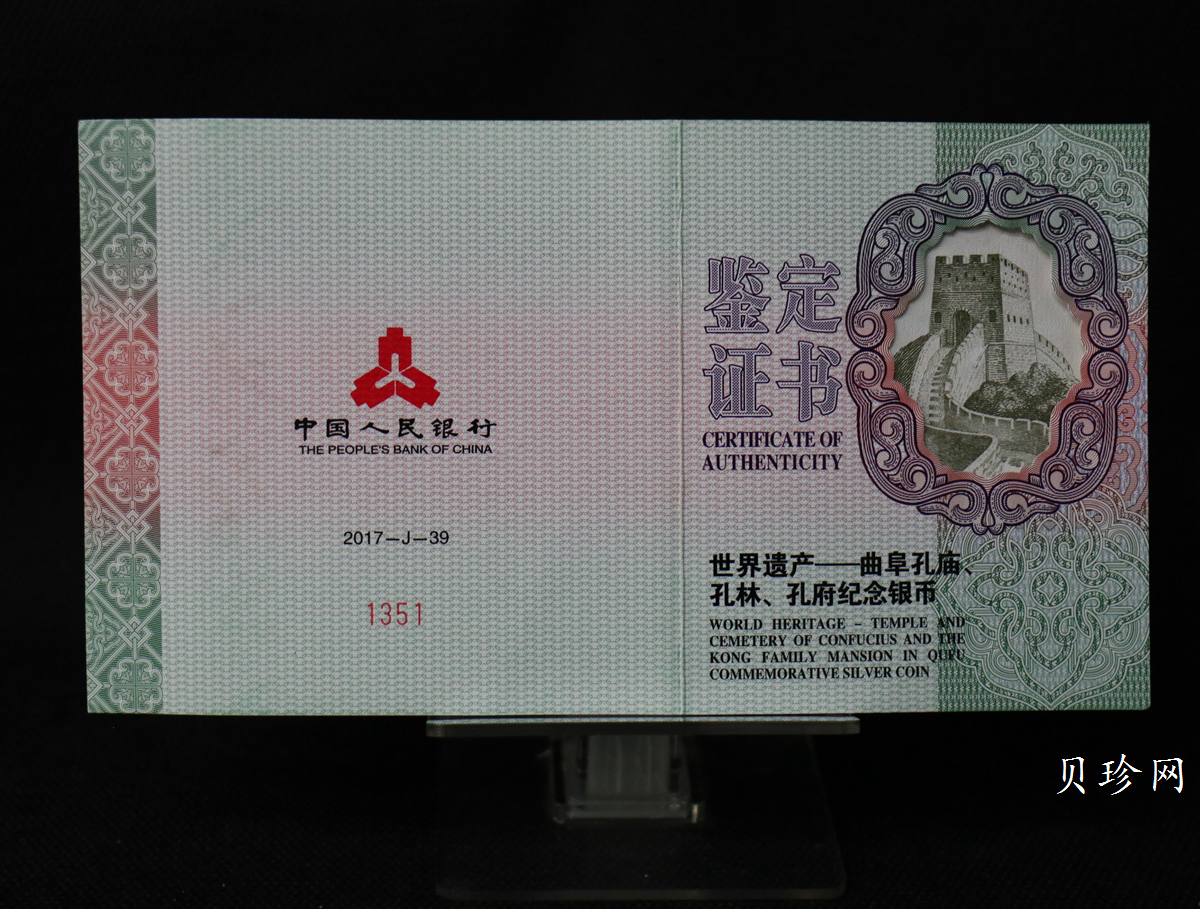 中国人民银行
THE PEOPLE'S BANK OF CHINA
2017—J—39
1351
鉴定
证书
CERTIFICATE OF
AUTHENTICITY
世界遗产——曲阜孔庙、
孔林、孔府纪念银币
WORLD HERITAGE – TEMPLE AND
CEMETERY OF CONFUCIUS AND THE
KONG FAMILY MANSION IN QUFU
COMMEMORATIVE SILVER COIN
贝珍网